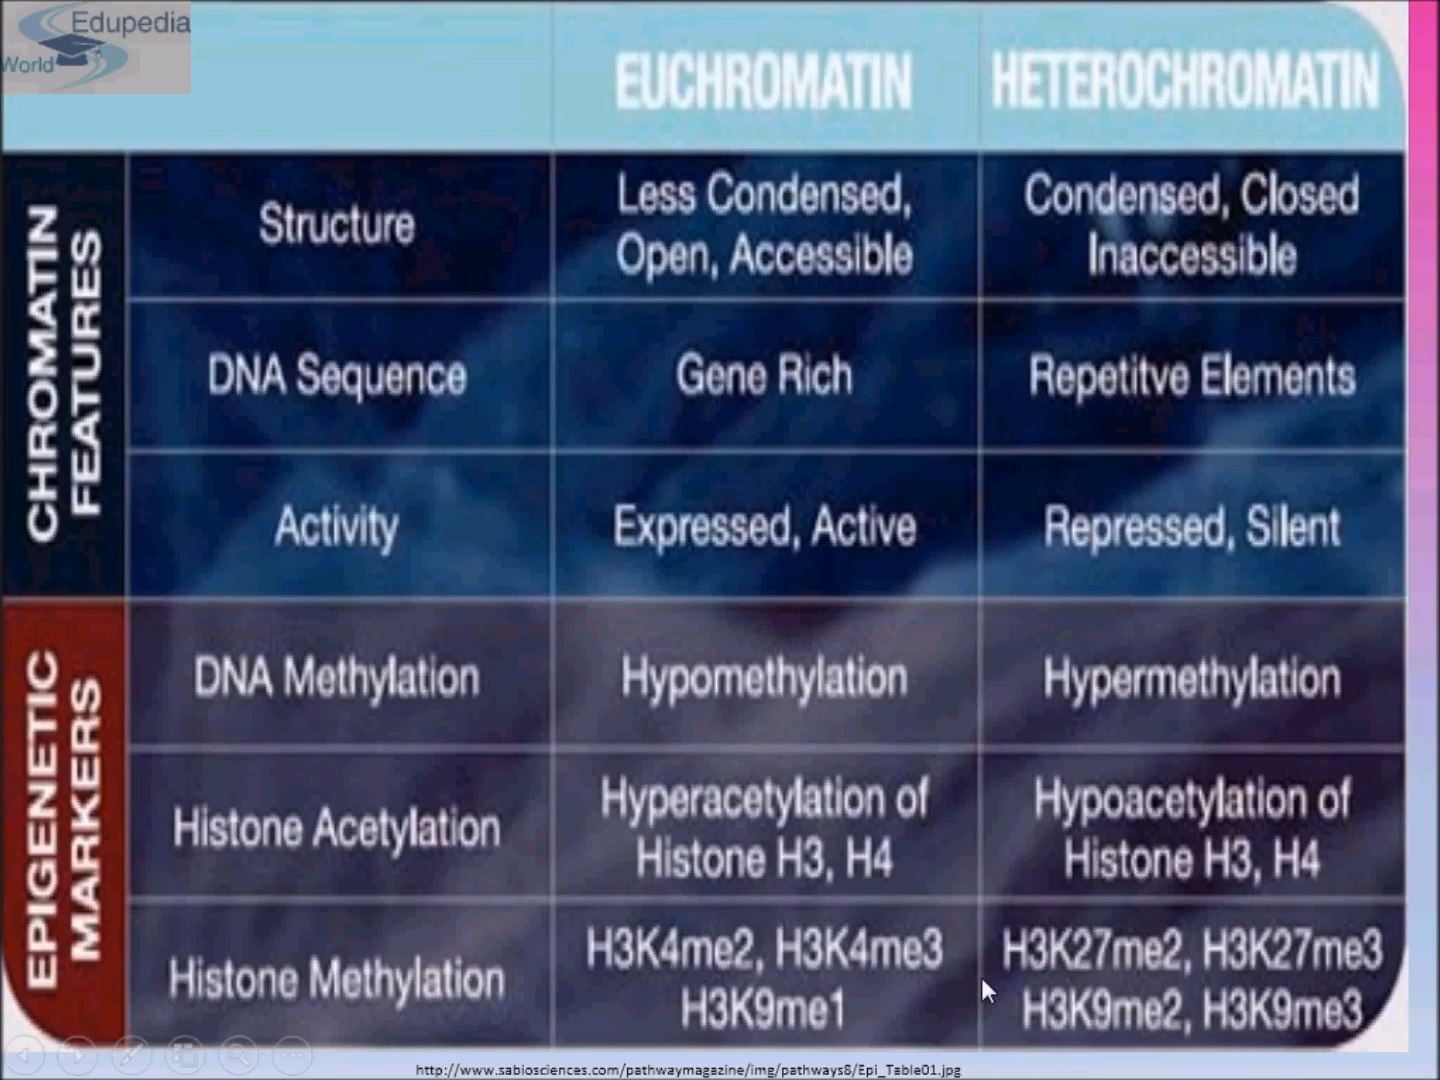 Edupedia
World
EUCHROMATIN
HETEROCHROMATIN
CHROMATIN
FEATURES
Structure
Less Condensed,
Open, Accessible
Condensed, Closed
Inaccessible
DNA Sequence
Gene Rich
Repetitve Elements
Activity
Expressed, Active
Repressed, Silent
EPIGENETIC
MARKERS
DNA Methylation
Hypomethylation
Hypermethylation
Histone Acetylation
Hyperacetylation of
Histone H3, H4
Hypoacetylation of
Histone H3, H4
Histone Methylation
H3K4me2, H3K4me3
H3K9me1
H3K27me2, H3K27me3
H3K9me2, H3K9me3
http://www.sabiosciences.com/pathwaymagazine/img/pathways8/Epi_Table01.jpg